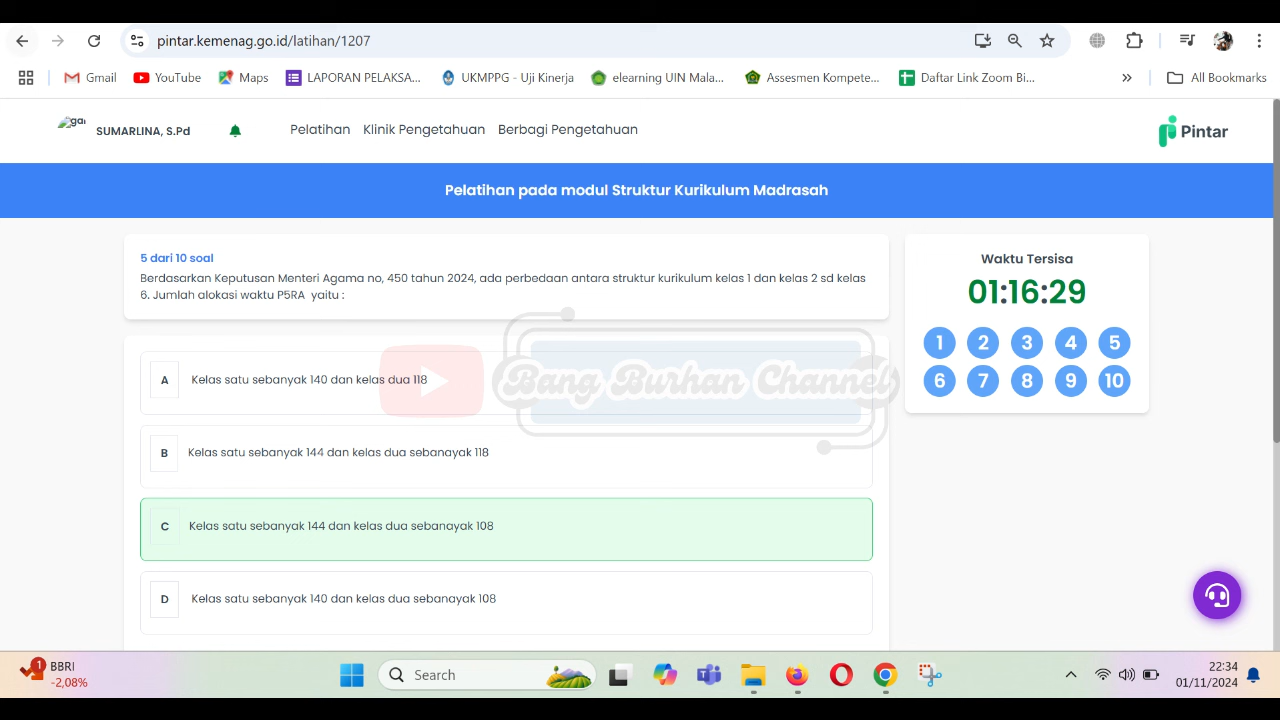 pintar.kemenag.go.id/latihan/1207
Gmail
YouTube
Maps
LAPORAN PELAKSA...
UKMPPG - Uji Kinerja
elearning UIN Mala...
Assesmen Kompete...
Daftar Link Zoom Bi...
»
All Bookmarks
gar
SUMARLINA, S.Pd
Pelatihan
Klinik Pengetahuan
Berbagi Pengetahuan
Pintar
Pelatihan pada modul Struktur Kurikulum Madrasah
5 dari 10 soal
Berdasarkan Keputusan Menteri Agama no, 450 tahun 2024, ada perbedaan antara struktur kurikulum kelas 1 dan kelas 2 sd kelas
6. Jumlah alokasi waktu P5RA yaitu :
Waktu Tersisa
01:16:29
1 2 3 4 5
6 7 8 9 10
A Kelas satu sebanyak 140 dan kelas dua 118
Bang Burhan Channel
B Kelas satu sebanyak 144 dan kelas dua sebanayak 118
C Kelas satu sebanyak 144 dan kelas dua sebanayak 108
D Kelas satu sebanyak 140 dan kelas dua sebanayak 108
1
BBRI
-2,08%
Search
22:34
01/11/2024